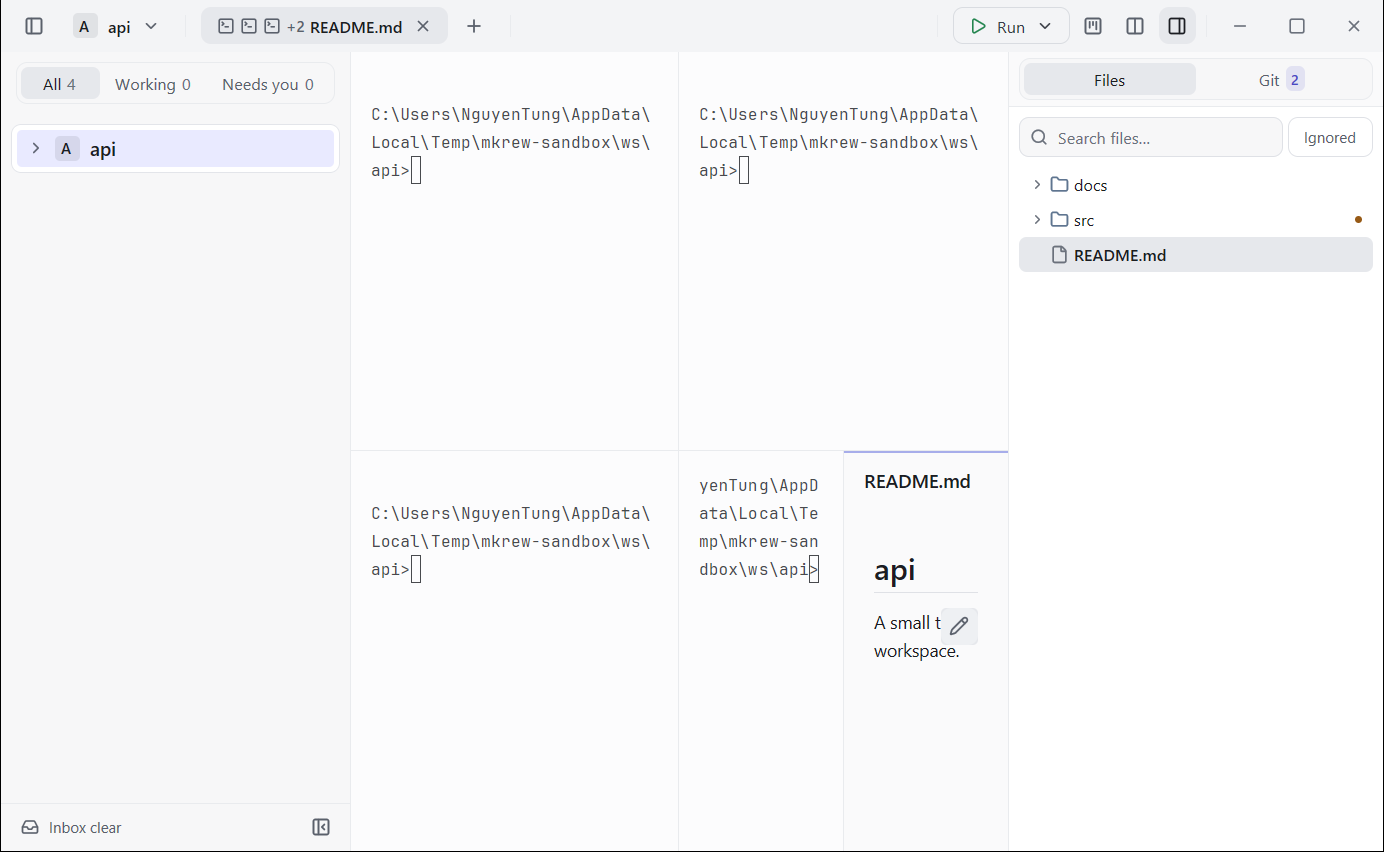 A api
+2 README.md
Run
All 4
Working 0
Needs you 0
A api
Inbox clear
C:\Users\NguyenTung\AppData\
Local\Temp\mkrew-sandbox\ws\
api>
C:\Users\NguyenTung\AppData\
Local\Temp\mkrew-sandbox\ws\
api>
C:\Users\NguyenTung\AppData\
Local\Temp\mkrew-sandbox\ws\
api>
yenTung\AppD
ata\Local\Te
mp\mkrew-san
dbox\ws\api>
README.md
api
A small t
workspace.
Files
Git 2
Search files...
Ignored
docs
src
README.md